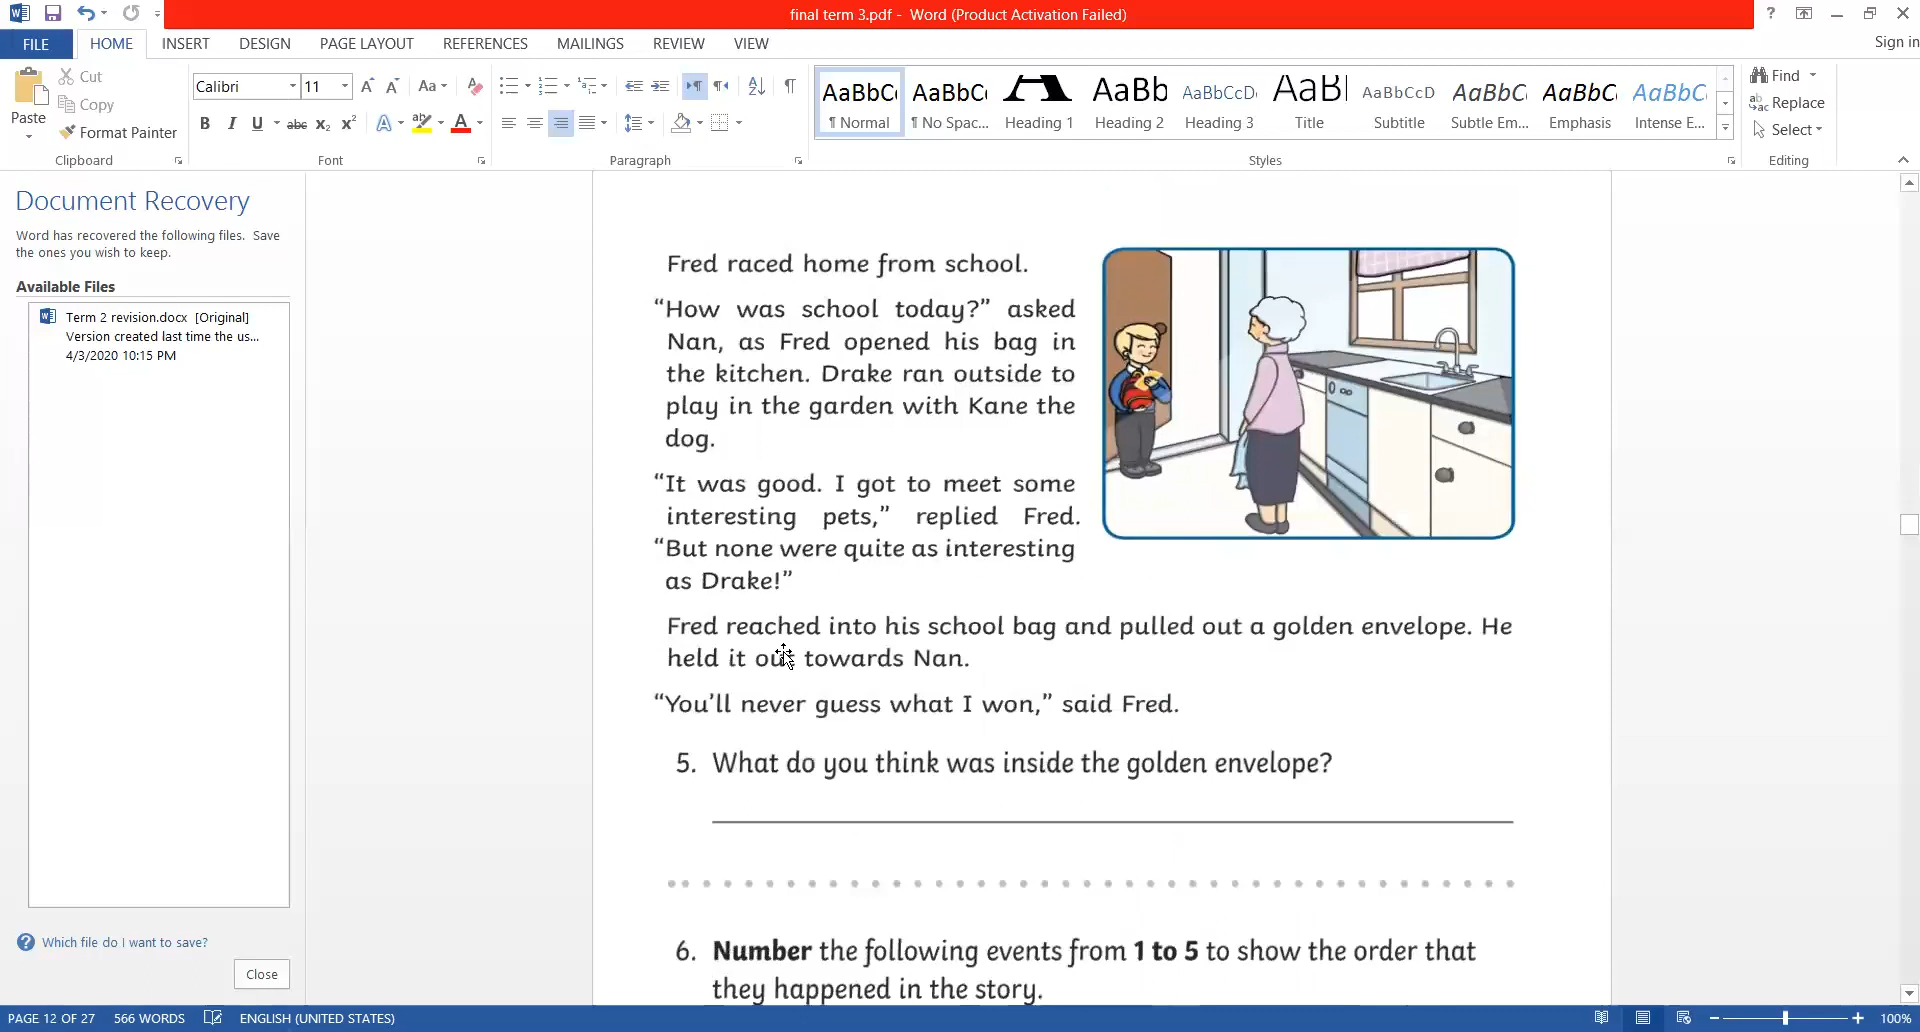 final term 3.pdf - Word (Product Activation Failed)
FILE HOME INSERT DESIGN PAGE LAYOUT REFERENCES MAILINGS REVIEW VIEW
Sign in
Paste
Cut
Copy
Format Painter
Clipboard
Calibri 11
Font
Paragraph
AaBbCc AaBbCc AaBb AaBbCcD AaBbCcD AaBbC AaBbC AaBbC
¶ Normal ¶ No Spac... Heading 1 Heading 2 Heading 3 Title Subtitle Subtle Em... Emphasis Intense E...
Styles
Find
Replace
Select
Editing
Document Recovery
Word has recovered the following files. Save
the ones you wish to keep.
Available Files
Term 2 revision.docx [Original]
Version created last time the us...
4/3/2020 10:15 PM
Which file do I want to save?
Close
Fred raced home from school.
“How was school today?” asked
Nan, as Fred opened his bag in
the kitchen. Drake ran outside to
play in the garden with Kane the
dog.
“It was good. I got to meet some
interesting pets,” replied Fred.
“But none were quite as interesting
as Drake!”
Fred reached into his school bag and pulled out a golden envelope. He
held it out towards Nan.
“You’ll never guess what I won,” said Fred.
5. What do you think was inside the golden envelope?
6. Number the following events from 1 to 5 to show the order that
they happened in the story.
PAGE 12 OF 27 566 WORDS ENGLISH (UNITED STATES) 100%